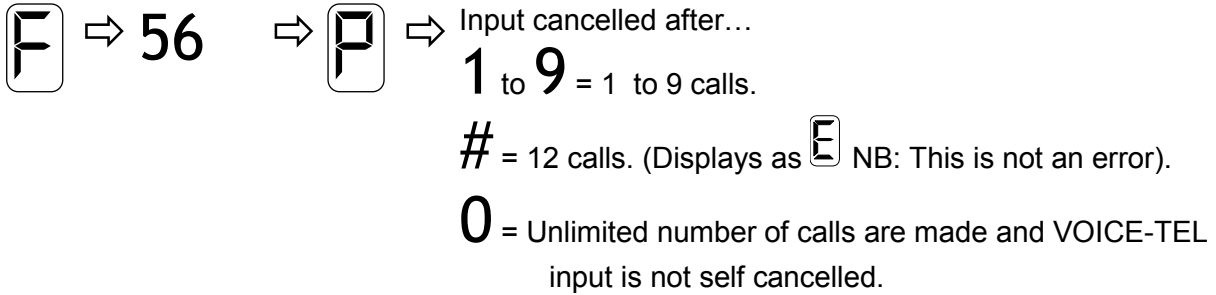 F ⇨ 56 ⇨ P ⇨ Input cancelled after…
1 to 9 = 1 to 9 calls.
# = 12 calls. (Displays as E NB: This is not an error).
0 = Unlimited number of calls are made and VOICE-TEL
input is not self cancelled.